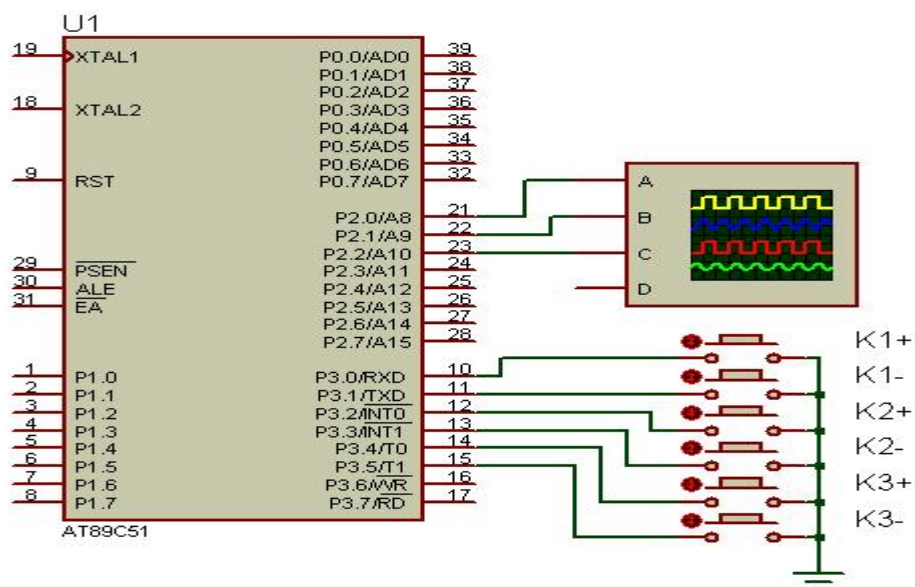 U1
19 XTAL1 P0.0/AD0 39
P0.1/AD1 38
P0.2/AD2 37
18 XTAL2 P0.3/AD3 36
P0.4/AD4 35
P0.5/AD5 34
P0.6/AD6 33
9 RST P0.7/AD7 32
A
P2.0/A8 21
B
P2.1/A9 22
P2.2/A10 23 C
29 PSEN P2.3/A11 24
30 ALE P2.4/A12 25 D
31 EA P2.5/A13 26
P2.6/A14 27
P2.7/A15 28
K1+
1 P1.0 P3.0/RXD 10 K1-
2 P1.1 P3.1/TXD 11
3 P1.2 P3.2/INT0 12 K2+
4 P1.3 P3.3/INT1 13
5 P1.4 P3.4/T0 14 K2-
6 P1.5 P3.5/T1 15
7 P1.6 P3.6/WR 16 K3+
8 P1.7 P3.7/RD 17
K3-
AT89C51